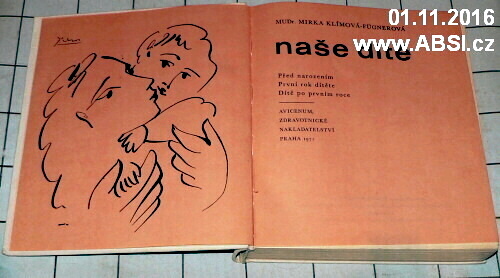 01.11.2016
www.ABSI.cz
MUDr. MIRKA KLÍMOVÁ-FÜGNEROVÁ
naše dítě
Před narozením
První rok dítěte
Dítě po prvním roce
AVICENUM,
ZDRAVOTNICKÉ
NAKLADATELSTVÍ
PRAHA